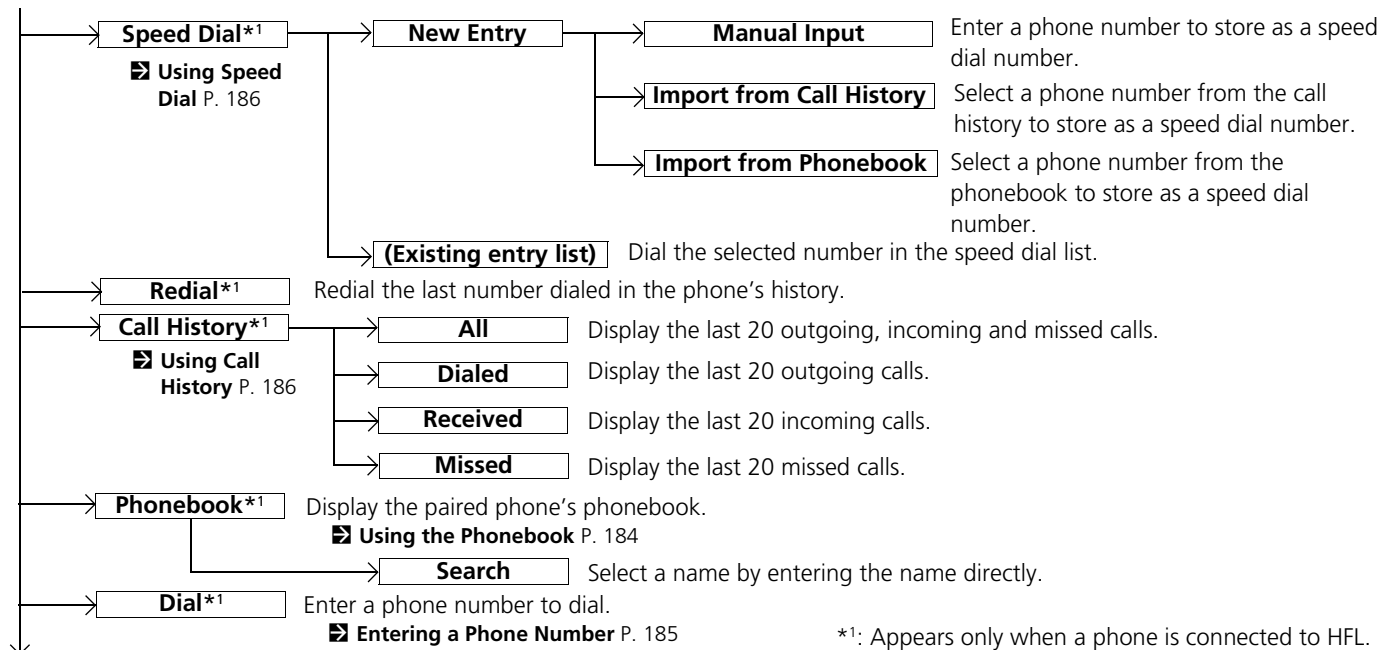 Speed Dial*1 New Entry Manual Input Enter a phone number to store as a speed
dial number.
Using Speed
Dial P. 186
Import from Call History Select a phone number from the call
history to store as a speed dial number.
Import from Phonebook Select a phone number from the
phonebook to store as a speed dial
number.
(Existing entry list) Dial the selected number in the speed dial list.
Redial*1 Redial the last number dialed in the phone's history.
Call History*1 All Display the last 20 outgoing, incoming and missed calls.
Using Call
History P. 186
Dialed Display the last 20 outgoing calls.
Received Display the last 20 incoming calls.
Missed Display the last 20 missed calls.
Phonebook*1 Display the paired phone's phonebook.
Using the Phonebook P. 184
Search Select a name by entering the name directly.
Dial*1 Enter a phone number to dial.
Entering a Phone Number P. 185
*1: Appears only when a phone is connected to HFL.